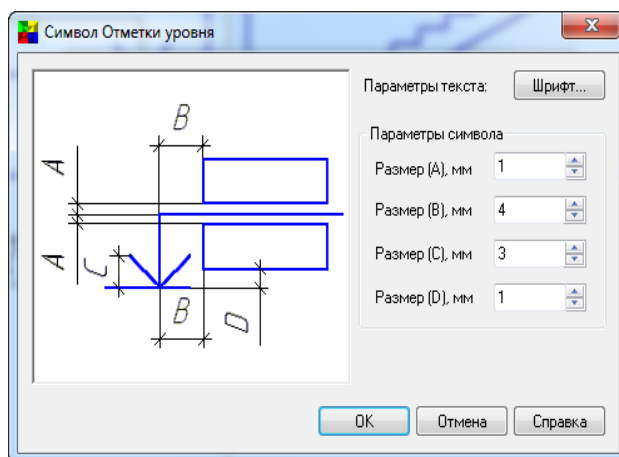 Символ Отметки уровня
B
A
A
C
B
D
Параметры текста: Шрифт...
Параметры символа
Размер (A), мм 1
Размер (B), мм 4
Размер (C), мм 3
Размер (D), мм 1
OK Отмена Справка